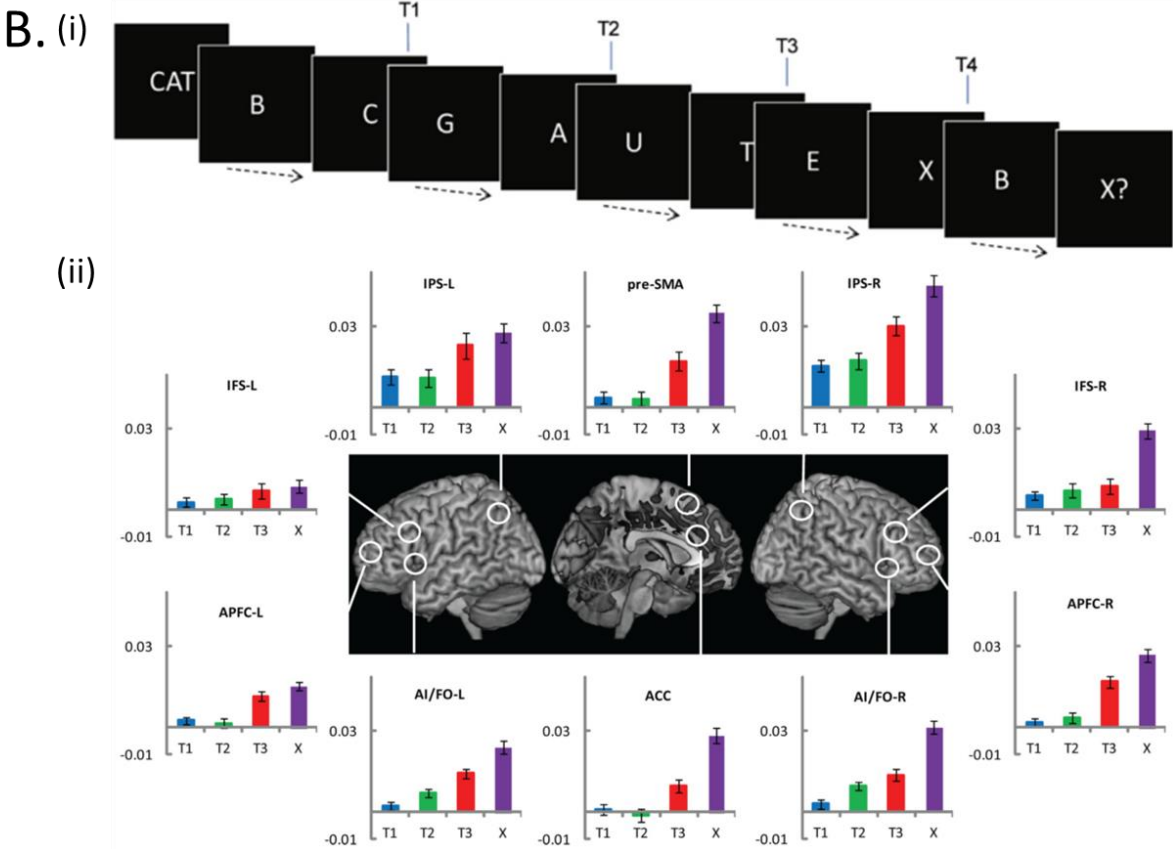 B. (i)
T1
T2
T3
T4
CAT
B
C
G
A
U
T
E
X
B
X?
(ii)
IPS-L
0.03
-0.01
T1 T2 T3 X
pre-SMA
0.03
-0.01
T1 T2 T3 X
IPS-R
0.03
-0.01
T1 T2 T3 X
IFS-L
0.03
-0.01
T1 T2 T3 X
IFS-R
0.03
-0.01
T1 T2 T3 X
APFC-L
0.03
-0.01
T1 T2 T3 X
APFC-R
0.03
-0.01
T1 T2 T3 X
AI/FO-L
0.03
-0.01
T1 T2 T3 X
ACC
0.03
-0.01
T1 T2 T3 X
AI/FO-R
0.03
-0.01
T1 T2 T3 X